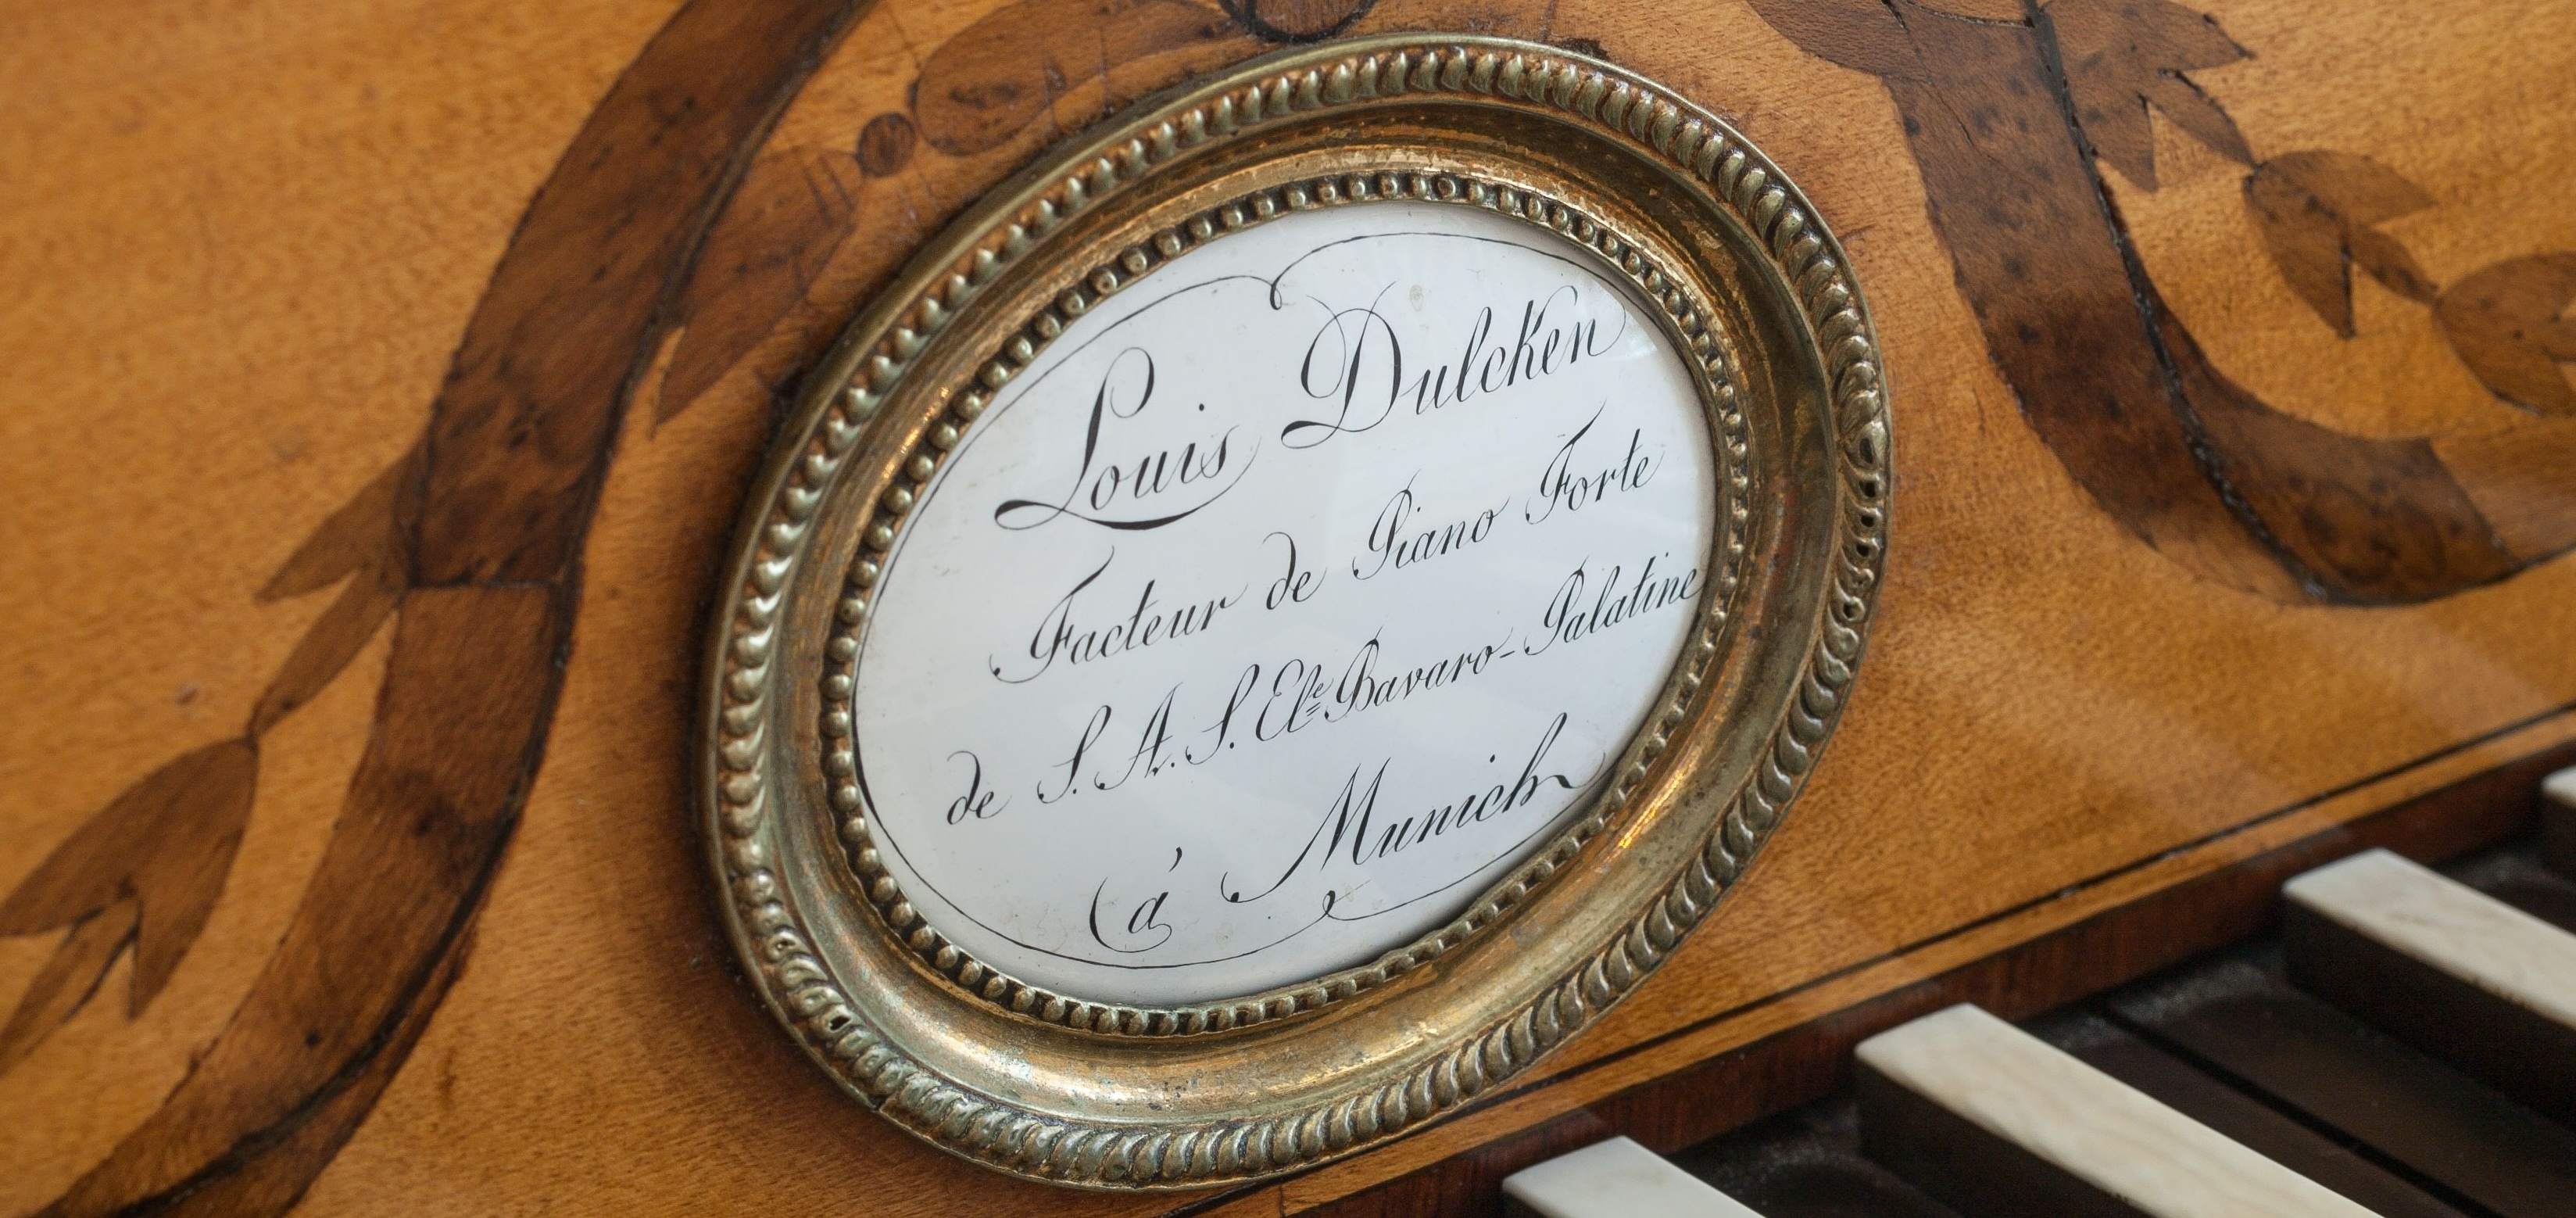 Louis Dulcken
Facteur de Piano Forte
de S. A. S. El.e Bavaro-Palatine
á Munich